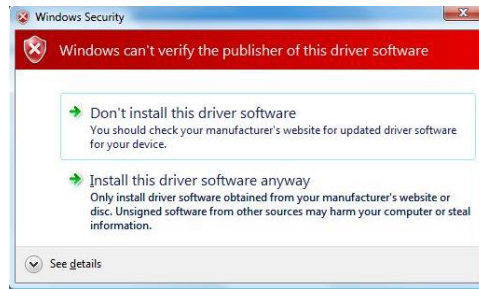 Windows Security
Windows can't verify the publisher of this driver software
Don't install this driver software
You should check your manufacturer's website for updated driver software
for your device.
Install this driver software anyway
Only install driver software obtained from your manufacturer's website or
disc. Unsigned software from other sources may harm your computer or steal
information.
See details